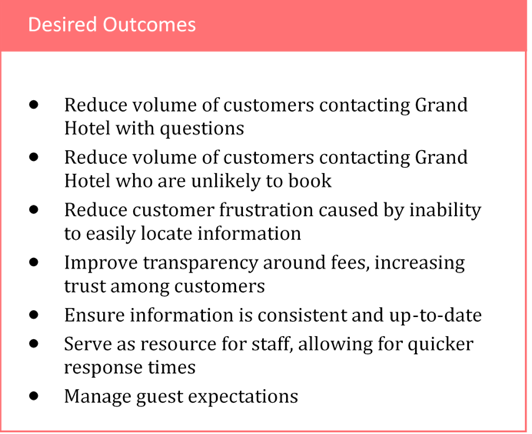 Desired Outcomes
● Reduce volume of customers contacting Grand
Hotel with questions
● Reduce volume of customers contacting Grand
Hotel who are unlikely to book
● Reduce customer frustration caused by inability
to easily locate information
● Improve transparency around fees, increasing
trust among customers
● Ensure information is consistent and up-to-date
● Serve as resource for staff, allowing for quicker
response times
● Manage guest expectations